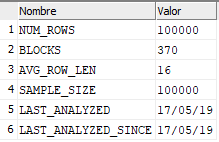 Nombre Valor
1 NUM_ROWS 100000
2 BLOCKS 370
3 AVG_ROW_LEN 16
4 SAMPLE_SIZE 100000
5 LAST_ANALYZED 17/05/19
6 LAST_ANALYZED_SINCE 17/05/19